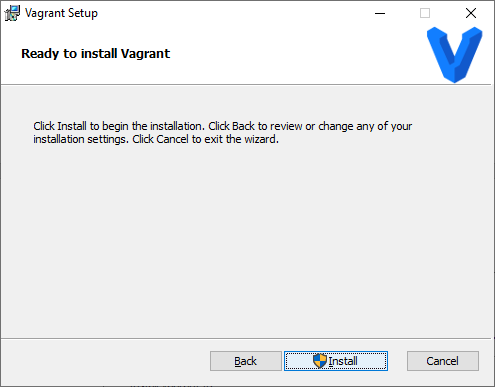 Vagrant Setup
Ready to install Vagrant
Click Install to begin the installation. Click Back to review or change any of your
installation settings. Click Cancel to exit the wizard.
Back Install Cancel